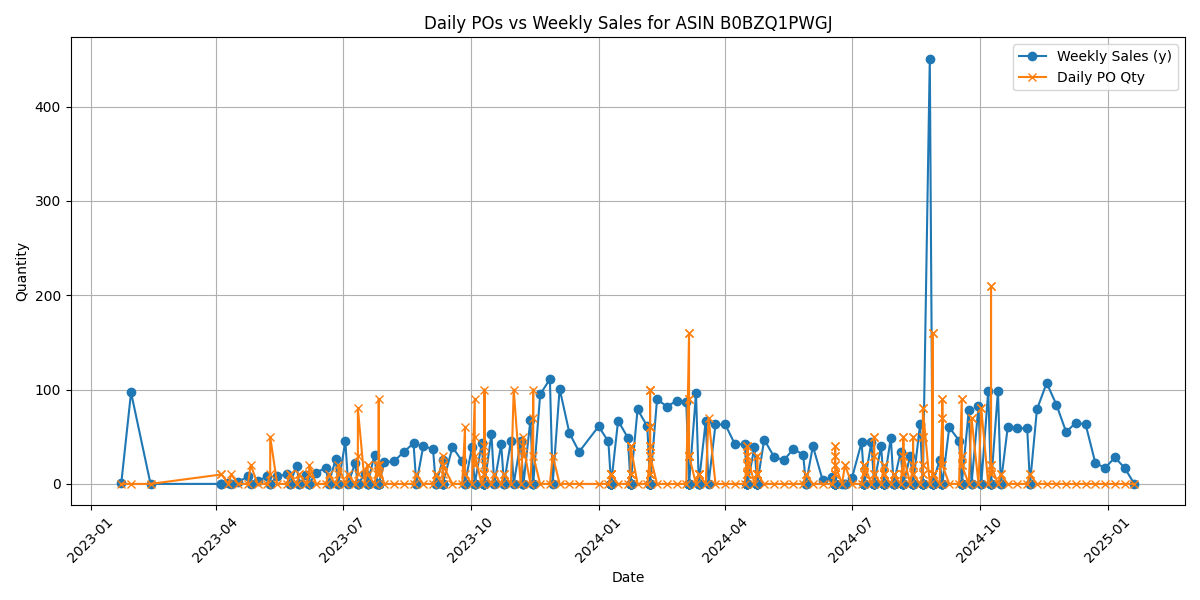 Daily POs vs Weekly Sales for ASIN B0BZQ1PWGJ
Weekly Sales (y)
Daily PO Qty
Quantity
400
300
200
100
0
2023-01
2023-04
2023-07
2023-10
2024-01
2024-04
2024-07
2024-10
2025-01
Date